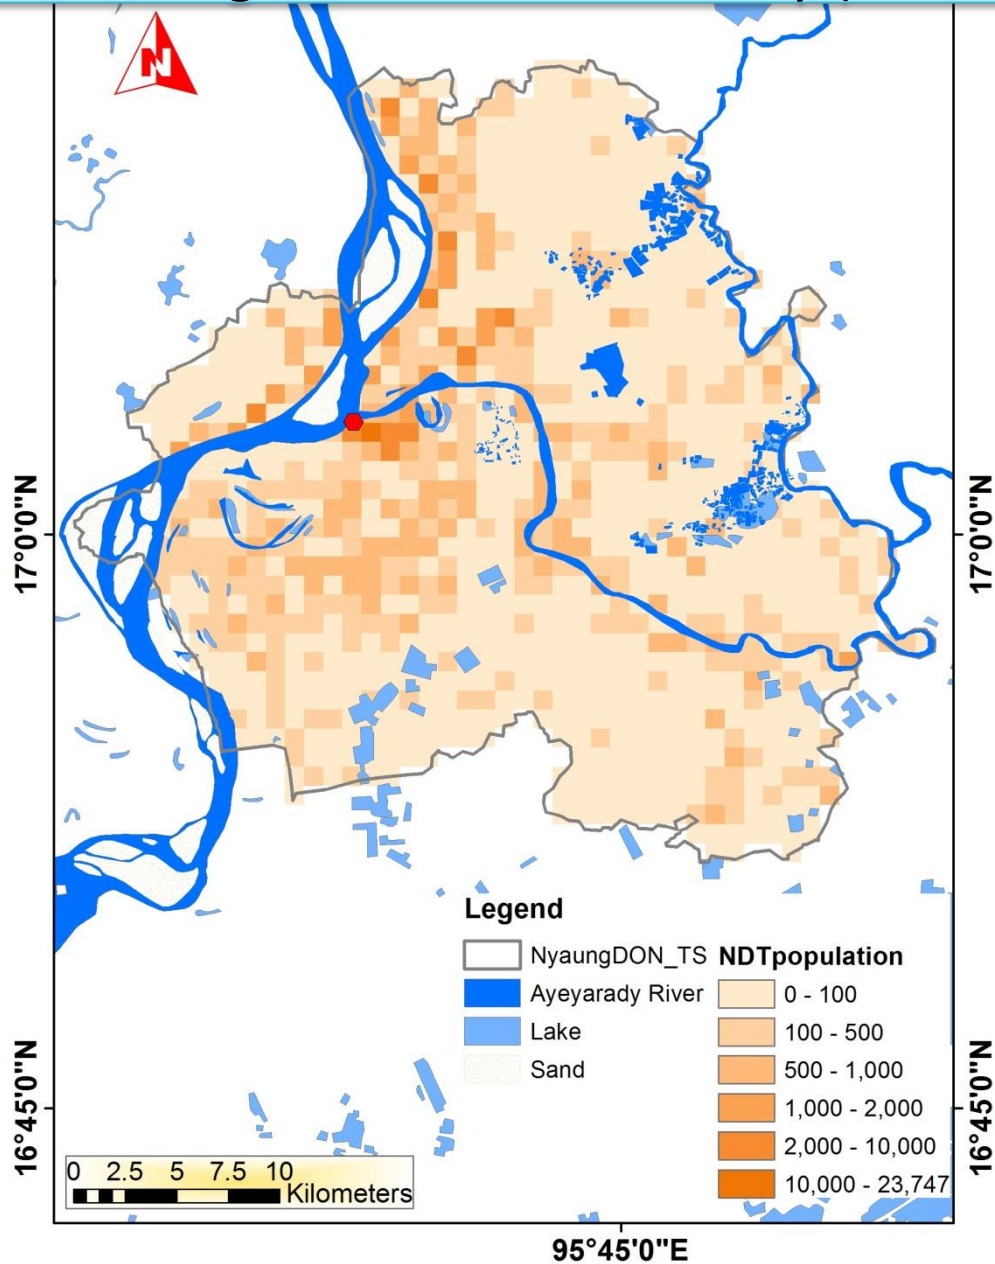 N
17°0'0"N
17°0'0"N
Legend
NyaungDON_TS
Ayeyarady River
Lake
Sand
NDTpopulation
0 - 100
100 - 500
500 - 1,000
1,000 - 2,000
2,000 - 10,000
10,000 - 23,747
16°45'0"N
16°45'0"N
0 2.5 5 7.5 10
Kilometers
95°45'0"E